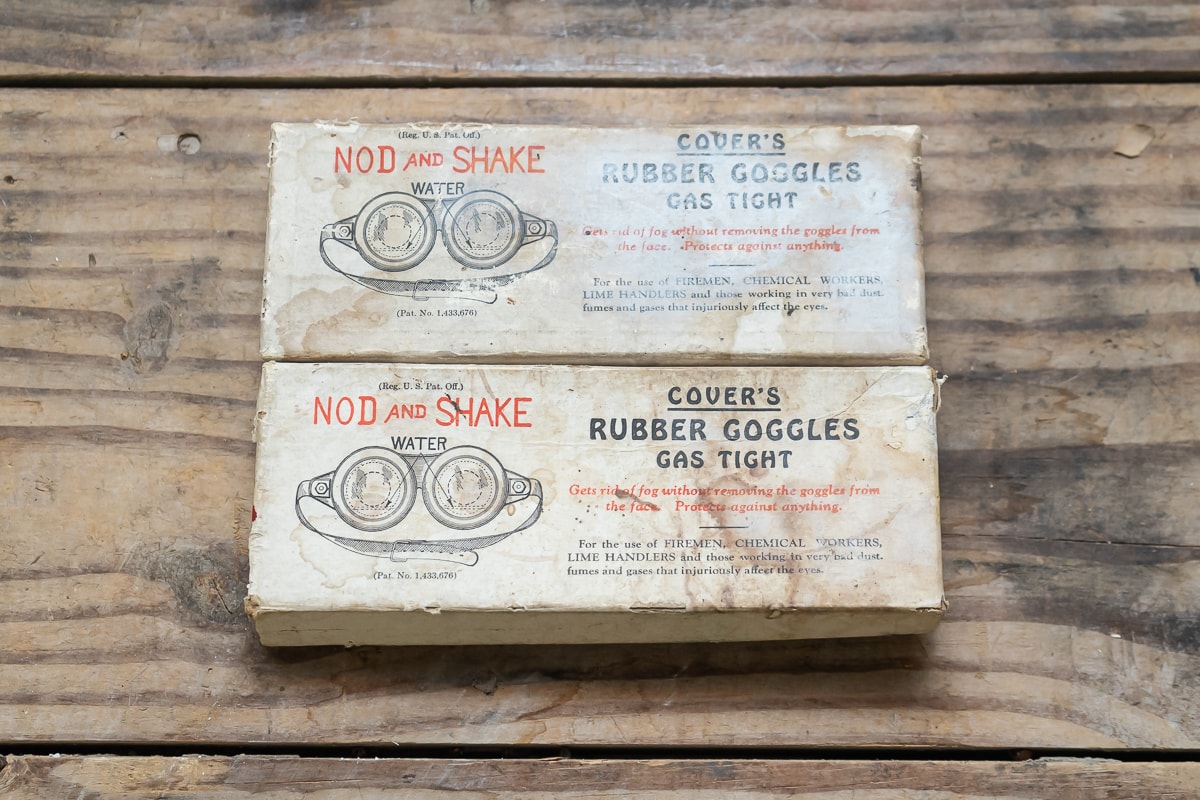 (Reg. U. S. Pat. Off.)
NOD AND SHAKE
WATER
(Pat. No. 1,433,676)
COVER'S
RUBBER GOGGLES
GAS TIGHT
Gets rid of fog without removing the goggles from
the face. Protects against anything.
For the use of FIREMEN, CHEMICAL WORKERS,
LIME HANDLERS and those working in very bad dust.
fumes and gases that injuriously affect the eyes.
(Reg. U. S. Pat. Off.)
NOD AND SHAKE
WATER
(Pat. No. 1,433,676)
COVER'S
RUBBER GOGGLES
GAS TIGHT
Gets rid of fog without removing the goggles from
the face. Protects against anything.
For the use of FIREMEN, CHEMICAL WORKERS,
LIME HANDLERS and those working in very bad dust.
fumes and gases that injuriously affect the eyes.